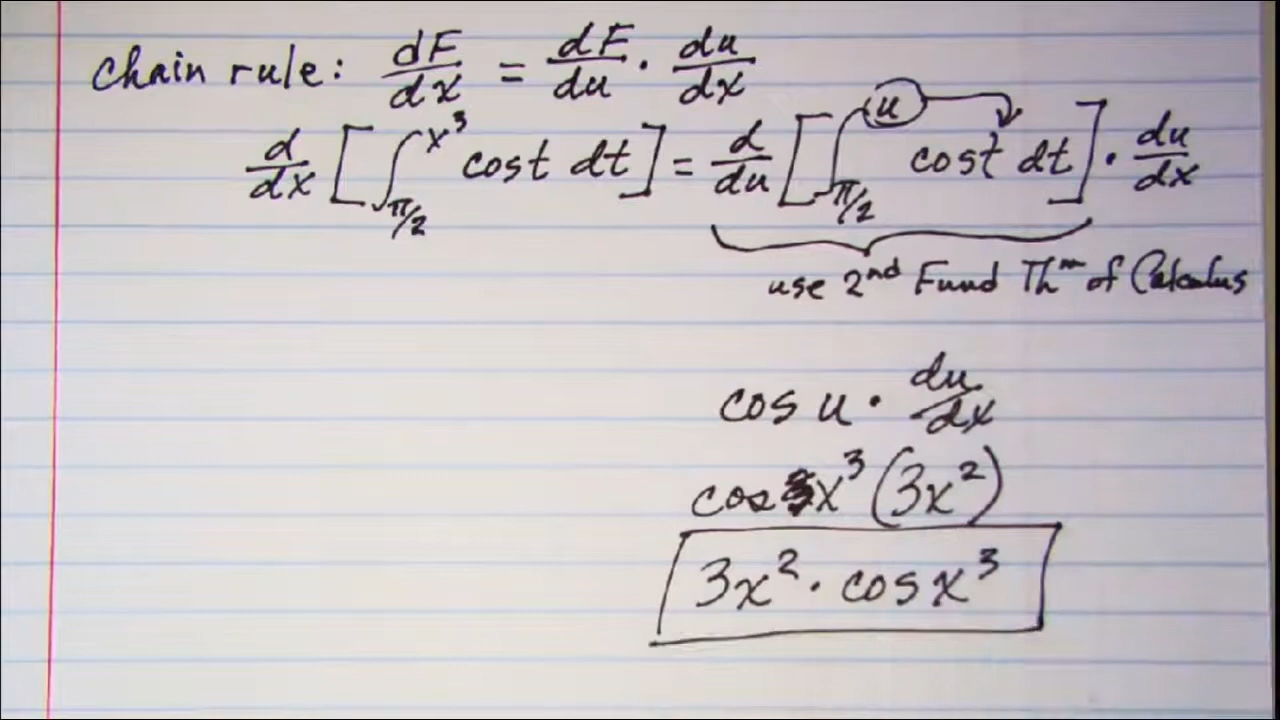 Chain rule: dF/dx = dF/du · du/dx
d/dx [∫_{π/2}^{x³} cos t dt] = d/du [∫_{π/2}^{u} cos t dt] · du/dx
use 2nd Fund Thm of Calculus
cos u · du/dx
cos x³ (3x²)
3x² · cos x³